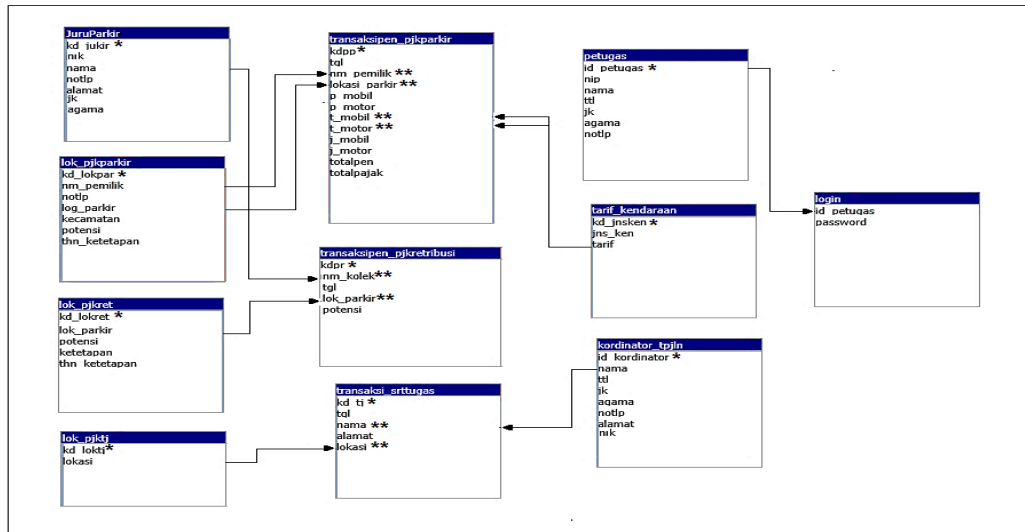 JuruParkir
kd_jukir *
nik
nama
notlp
alamat
jk
agama
lok_pjkparkir
kd_lokpar *
nm_pemilik
notlp
log_parkir
kecamatan
potensi
thn_ketetapan
lok_pjkret
kd_lokret *
lok_parkir
potensi
ketetapan
thn_ketetapan
lok_pjktj
kd_loktj*
lokasi
transaksipen_pjkparkir
kdpp *
tgl
nm_pemilik **
lokasi_parkir **
p_mobil
p_motor
t_mobil **
t_motor **
j_mobil
j_motor
totalpen
totalpajak
transaksipen_pjkretribusi
kdpr *
nm_kolek**
tgl
lok_parkir**
potensi
transaksi_srttugas
kd_tj *
tgl
nama **
alamat
lokasi **
petugas
id_petugas *
nip
nama
ttl
jk
agama
notlp
tarif_kendaraan
kd_jnsken *
jns_ken
tarif
kordinator_tpjln
id_kordinator *
nama
ttl
jk
agama
notlp
alamat
nik
login
id_petugas
password